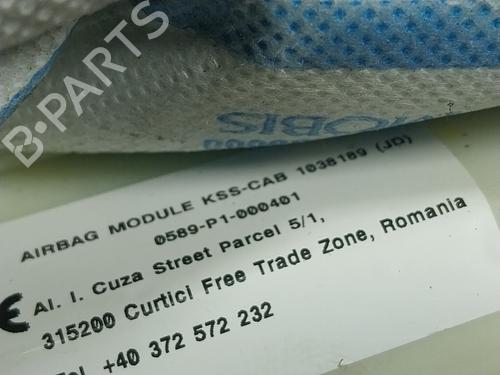 B-PARTS
MOBIS
AIRBAG MODULE KSS-CAB 1038189 (JD)
0589-P1-000401
Al. I. Cuza Street Parcel 5/1,
315200 Curtici Free Trade Zone, Romania
Tel. +40 372 572 232